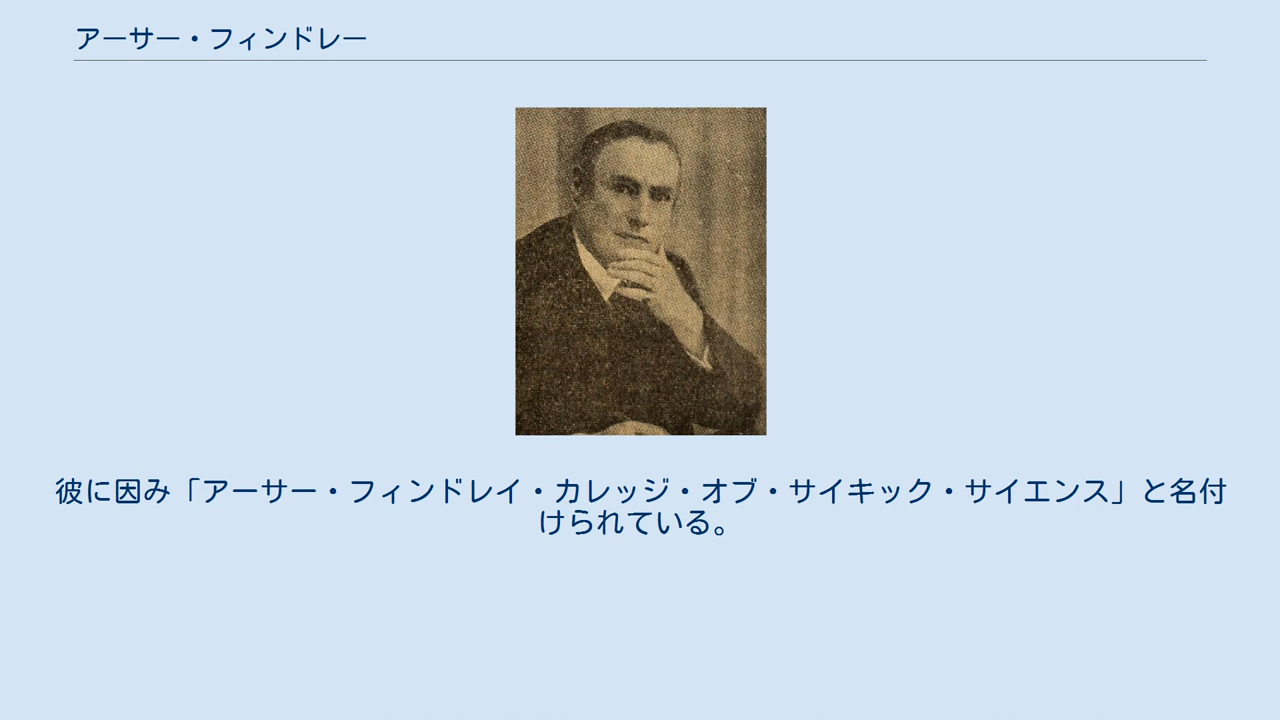 アーサー・フィンドレー
彼に因み「アーサー・フィンドレイ・カレッジ・オブ・サイキック・サイエンス」と名付
けられている。